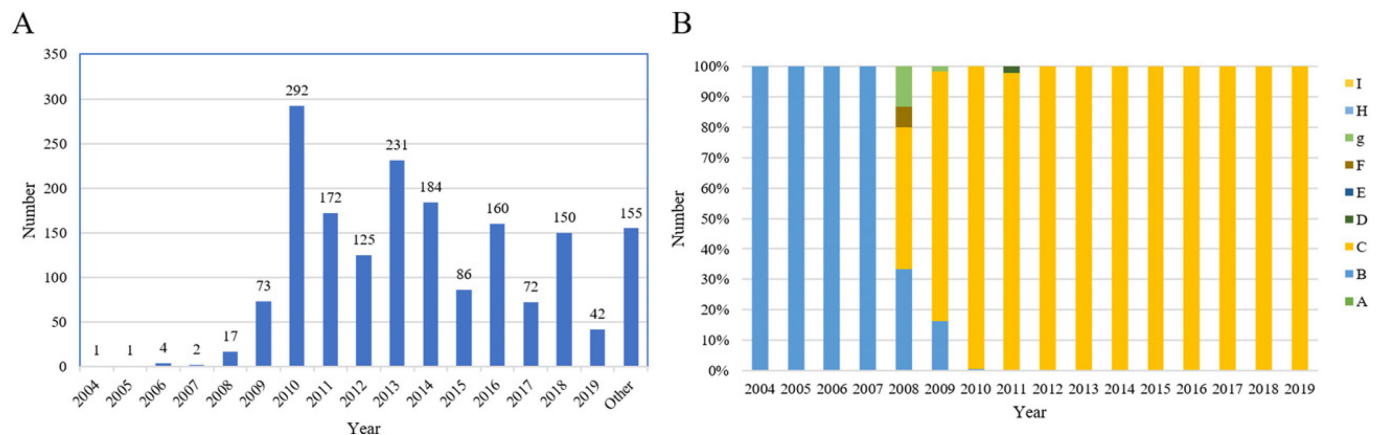 A
350
300
250
200
150
100
50
0
Number
1 1 4 2 17 73 292 172 125 231 184 86 160 72 150 42 155
2004 2005 2006 2007 2008 2009 2010 2011 2012 2013 2014 2015 2016 2017 2018 2019 Other
Year
B
100%
90%
80%
70%
60%
50%
40%
30%
20%
10%
0%
Number
2004 2005 2006 2007 2008 2009 2010 2011 2012 2013 2014 2015 2016 2017 2018 2019
Year
I
H
g
F
E
D
C
B
A